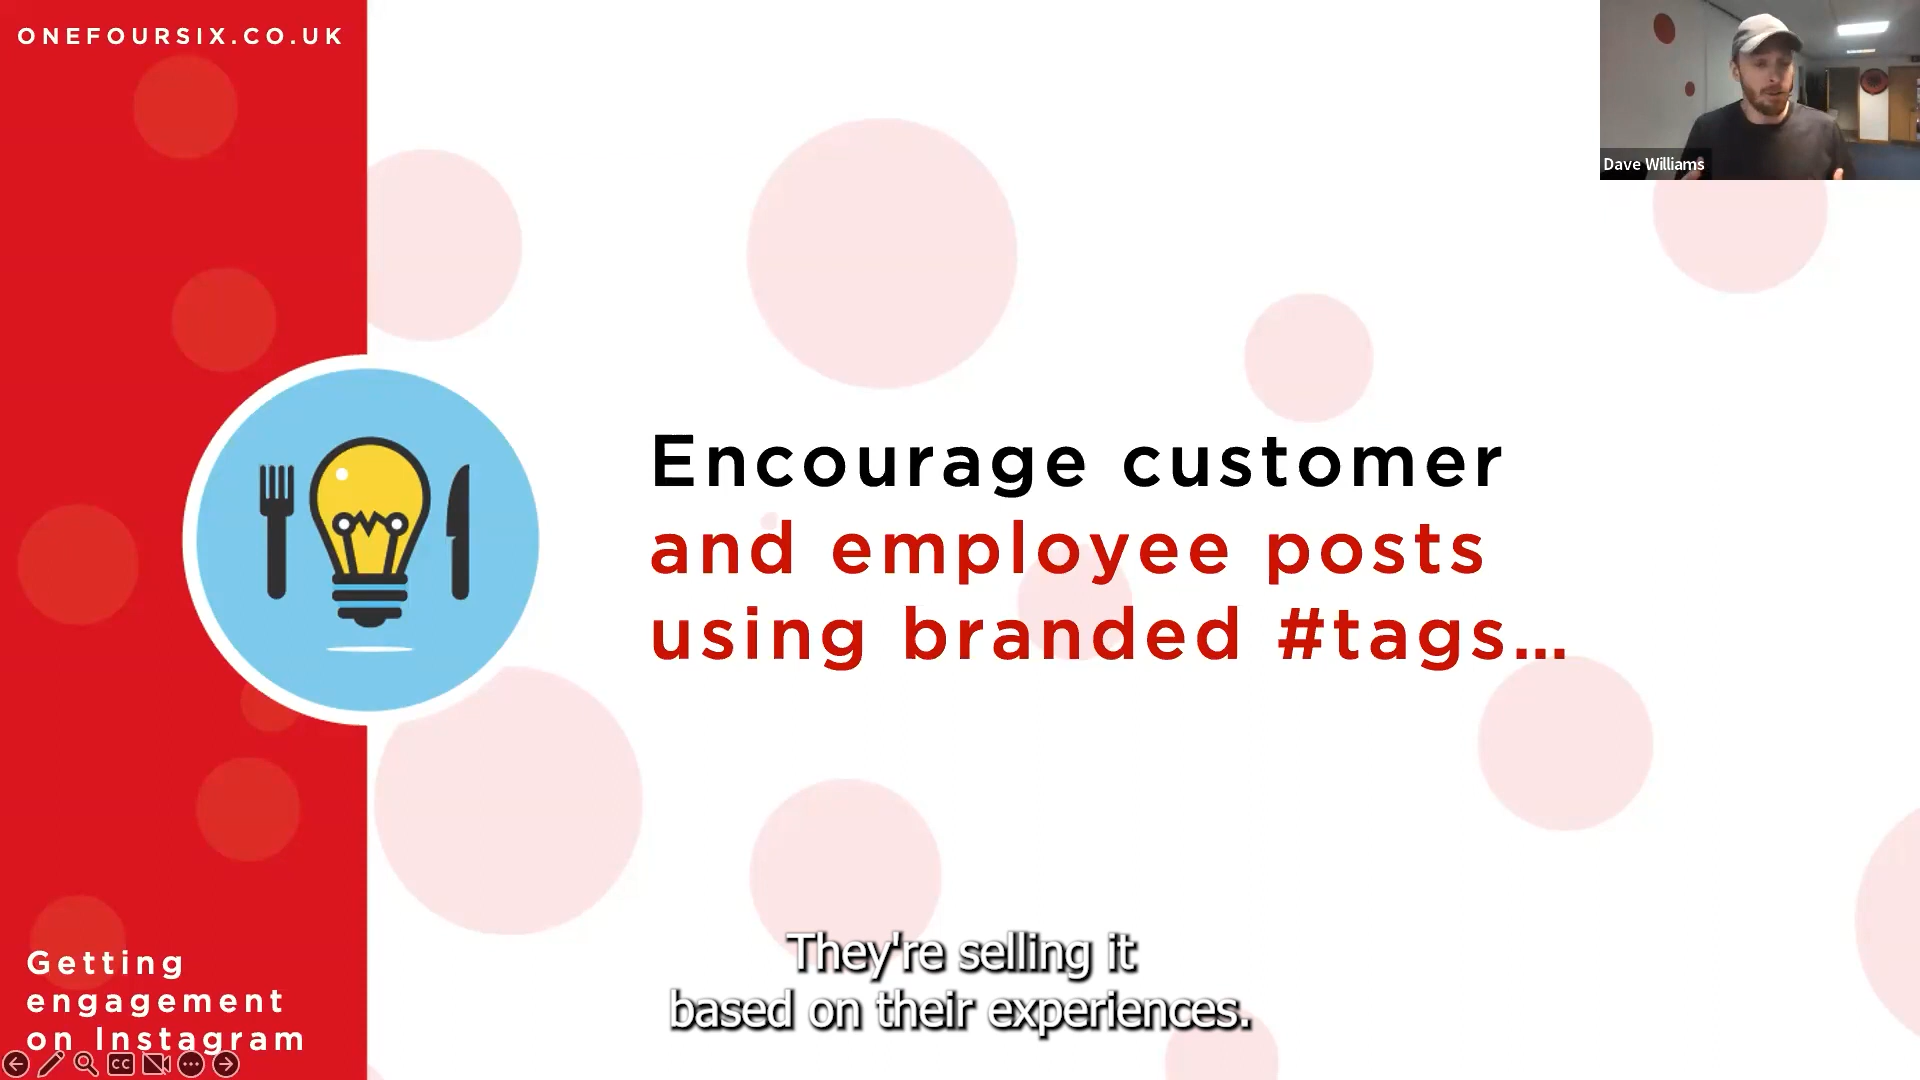 ONEFOURSIX.CO.UK
Dave Williams
Encourage customer
and employee posts
using branded #tags...
They're selling it
based on their experiences.
Getting
engagement
on Instagram
CC